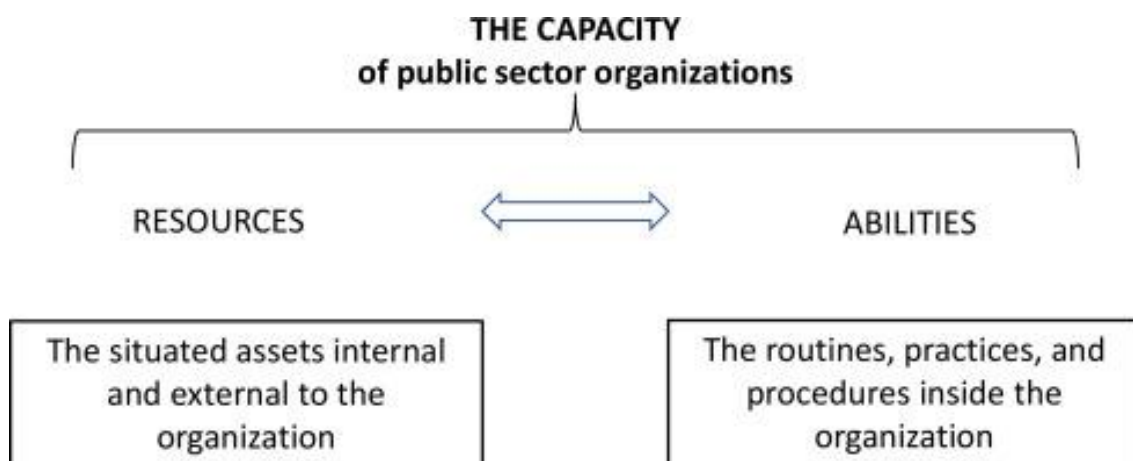 THE CAPACITY
of public sector organizations
RESOURCES
ABILITIES
The situated assets internal
and external to the
organization
The routines, practices, and
procedures inside the
organization